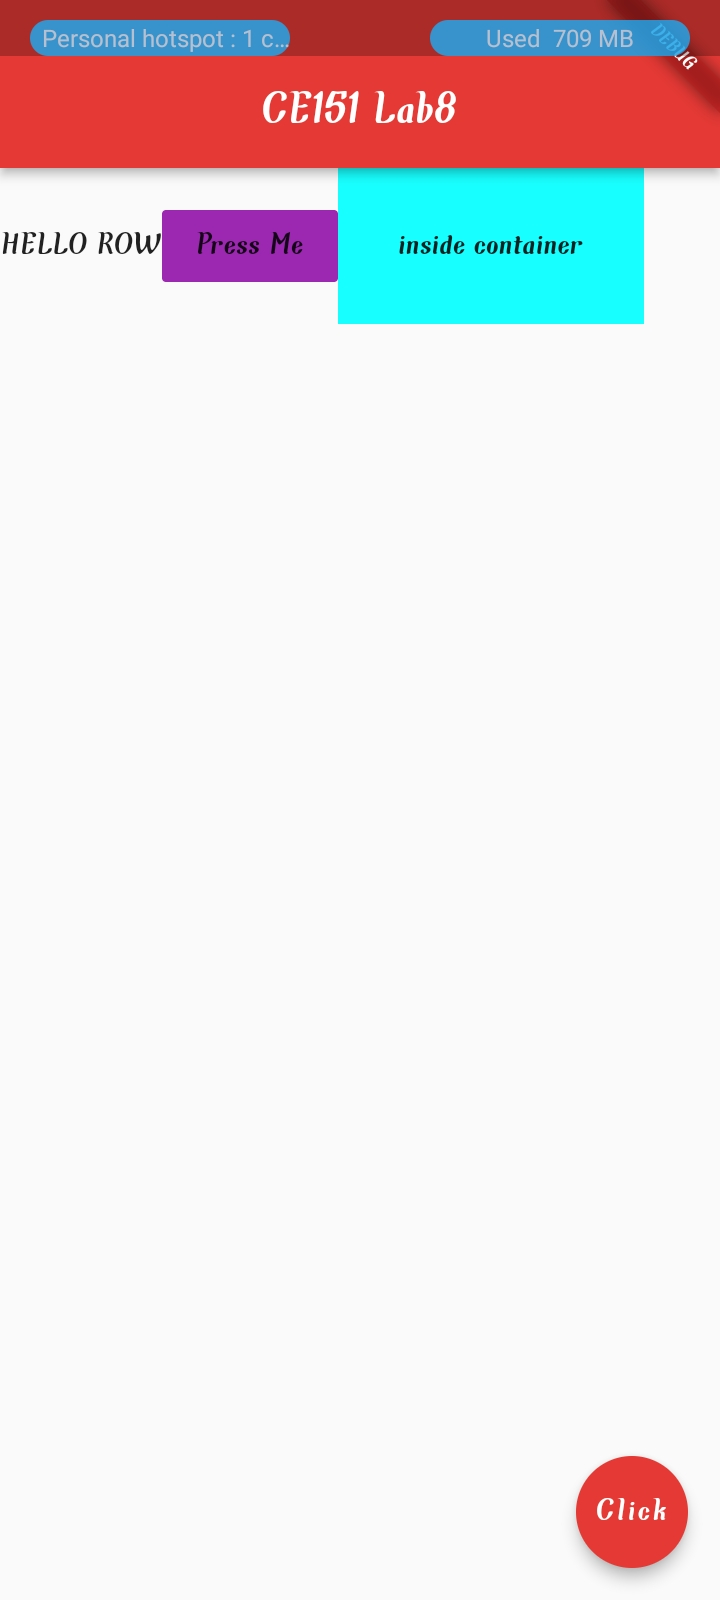 Personal hotspot : 1 c...
Used 709 MB
DEBUG
CE151 Lab8
HELLO ROW
Press Me
inside container
Click